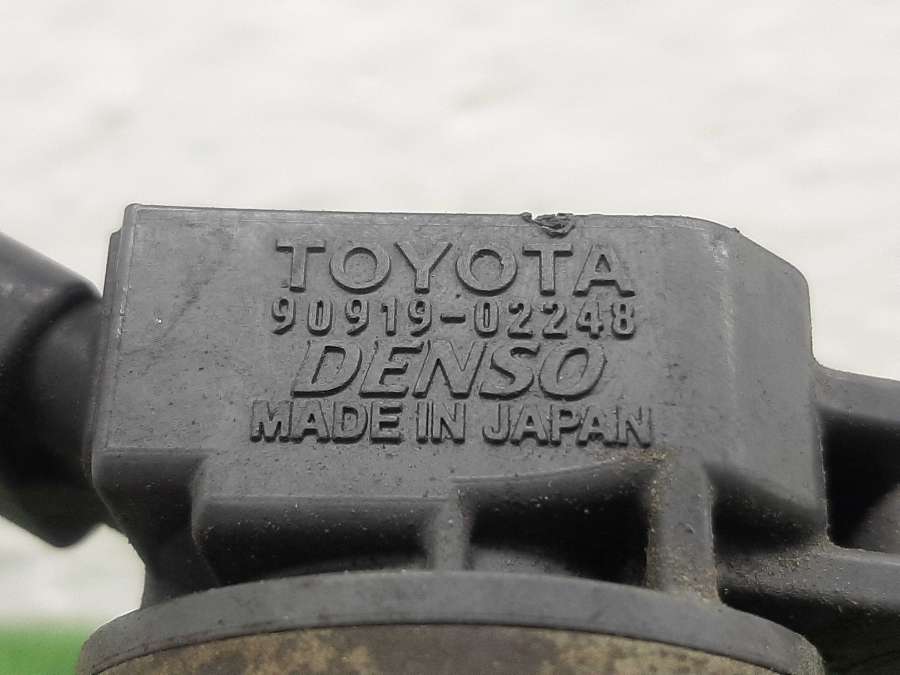 TOYOTA
90919-02248
DENSO
MADE IN JAPAN